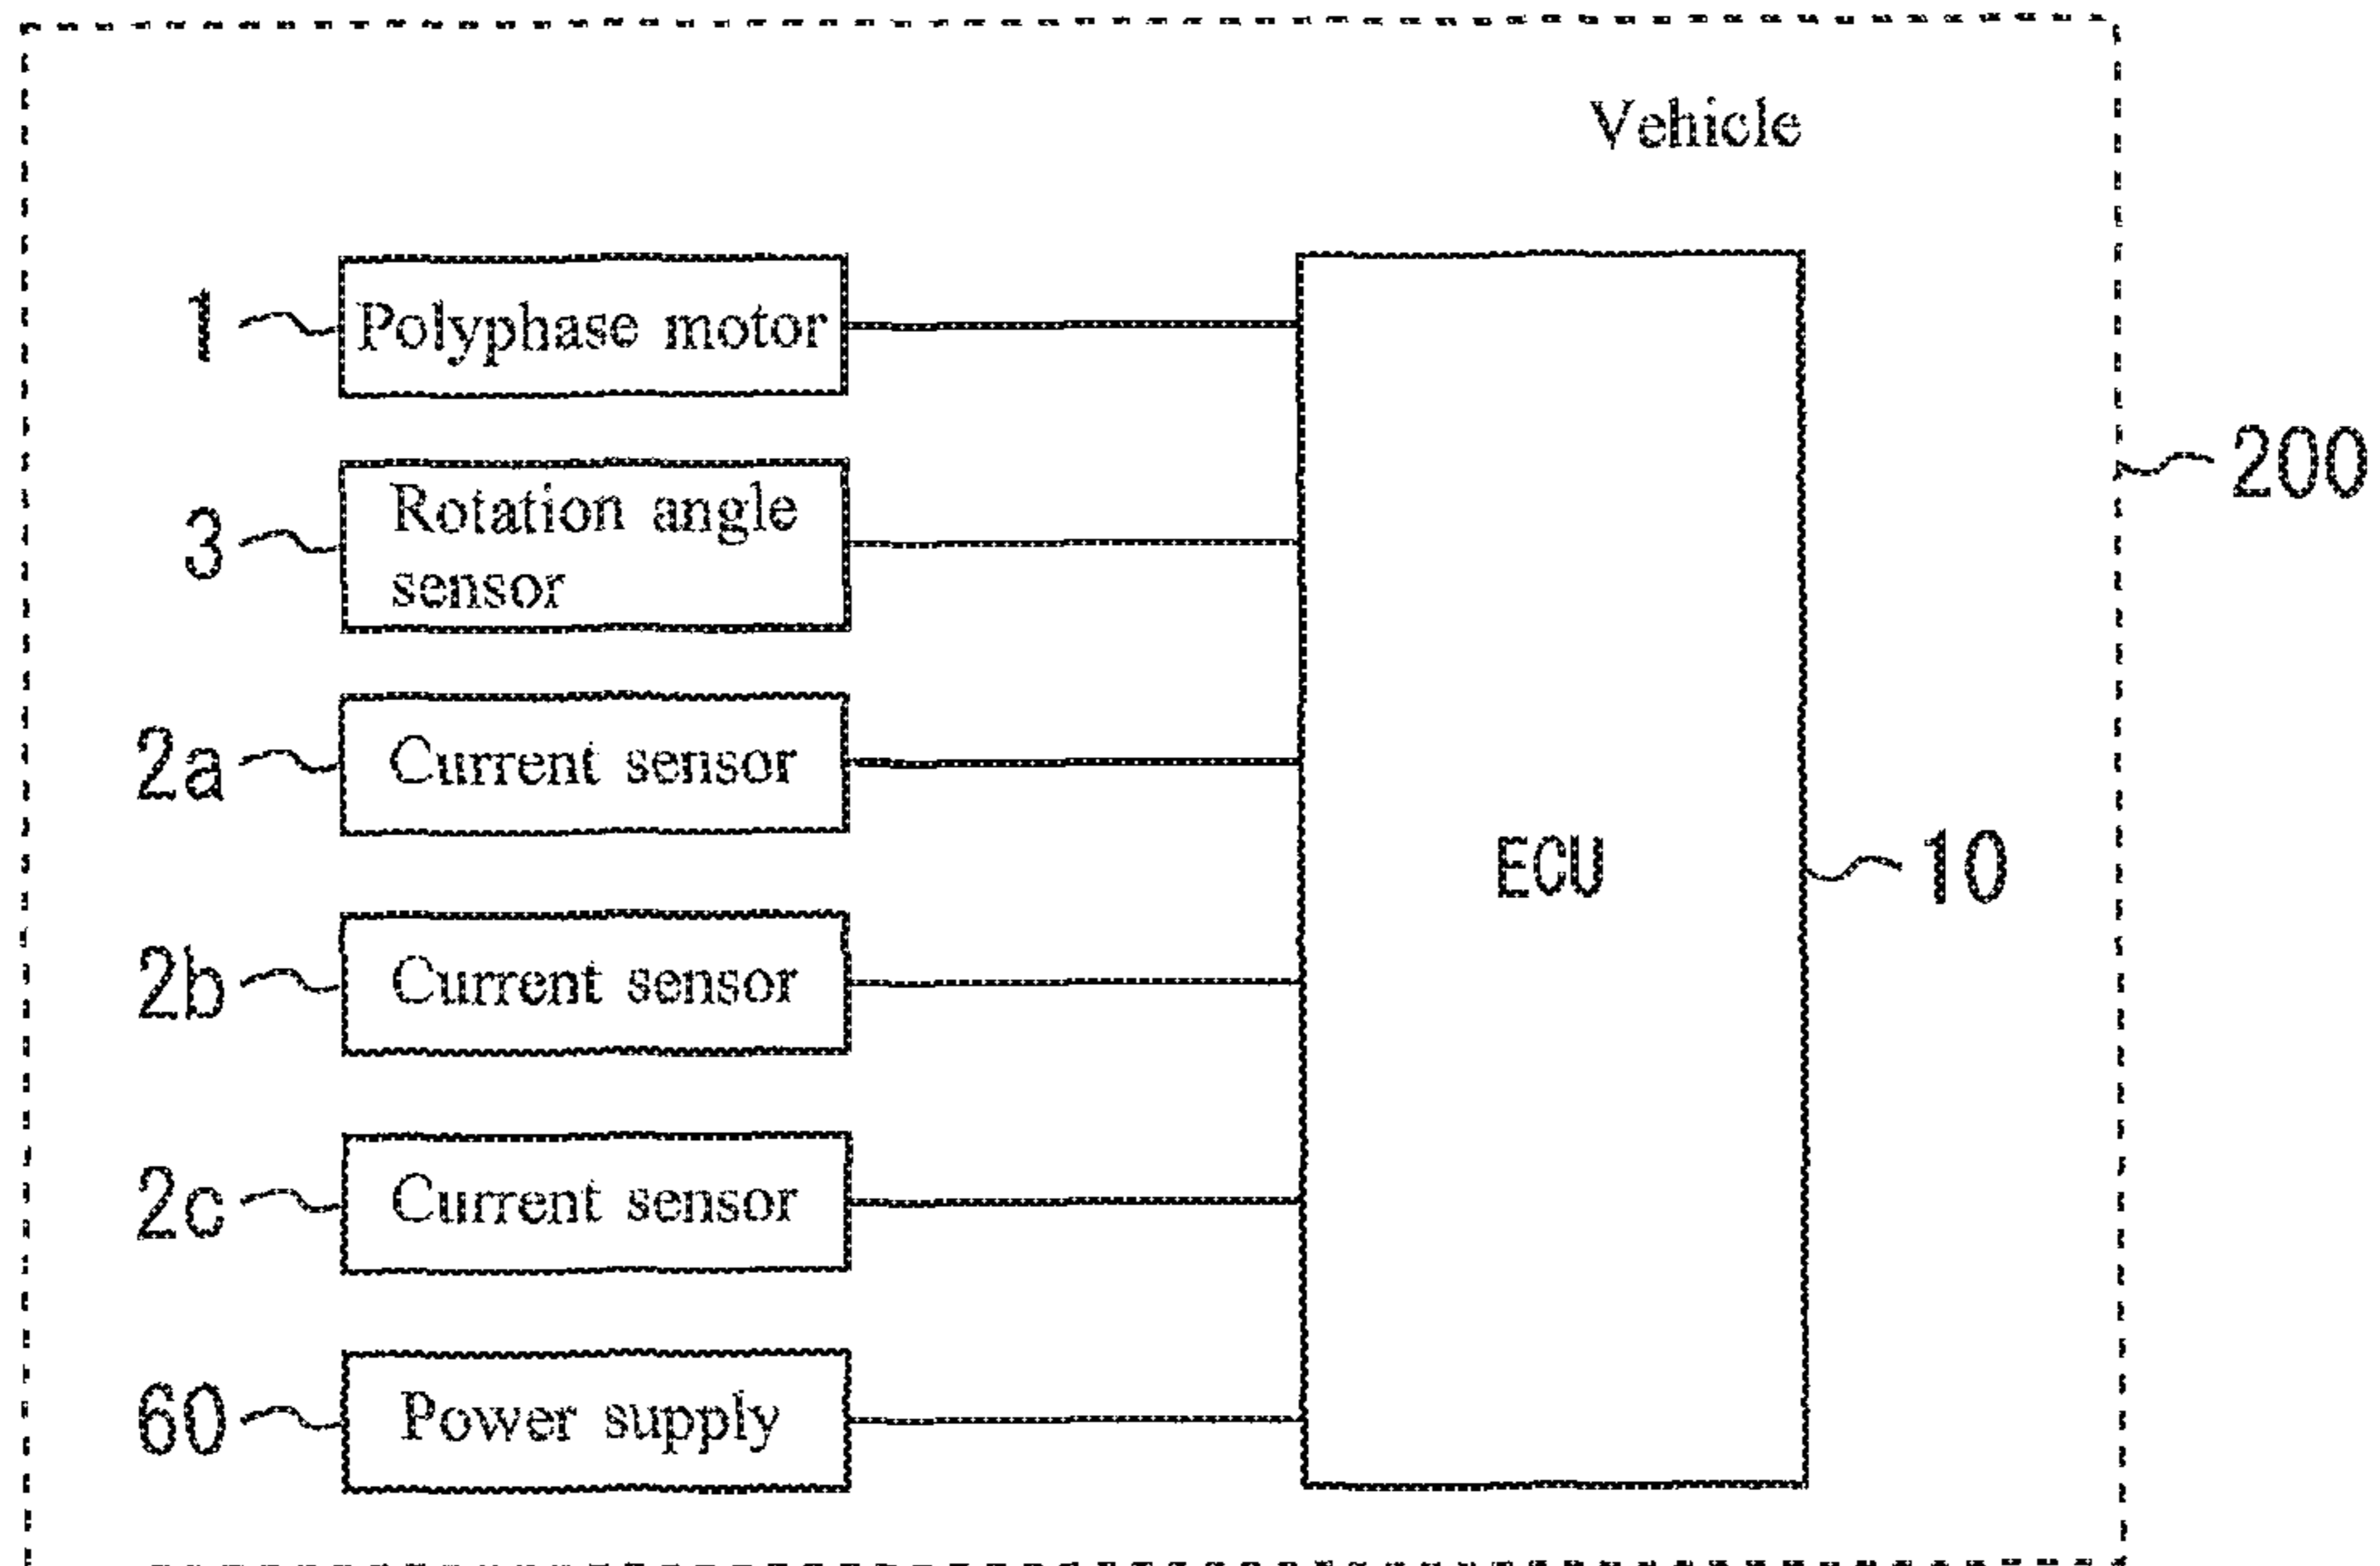 Vehicle
1 Polyphase motor
200
3 Rotation angle
sensor
2a Current sensor
ECU 10
2b Current sensor
2c Current sensor
60 Power supply